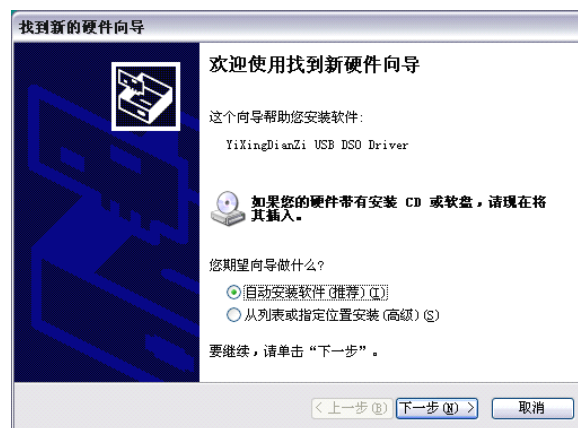 找到新的硬件向导
欢迎使用找到新硬件向导
这个向导帮助您安装软件:
YiXingDianZi USB DSO Driver
如果您的硬件带有安装 CD 或软盘，请现在将
其插入。
您期望向导做什么?
自动安装软件(推荐)(I)
从列表或指定位置安装(高级)(S)
要继续，请单击“下一步”。
< 上一步(B)
下一步(N) >
取消